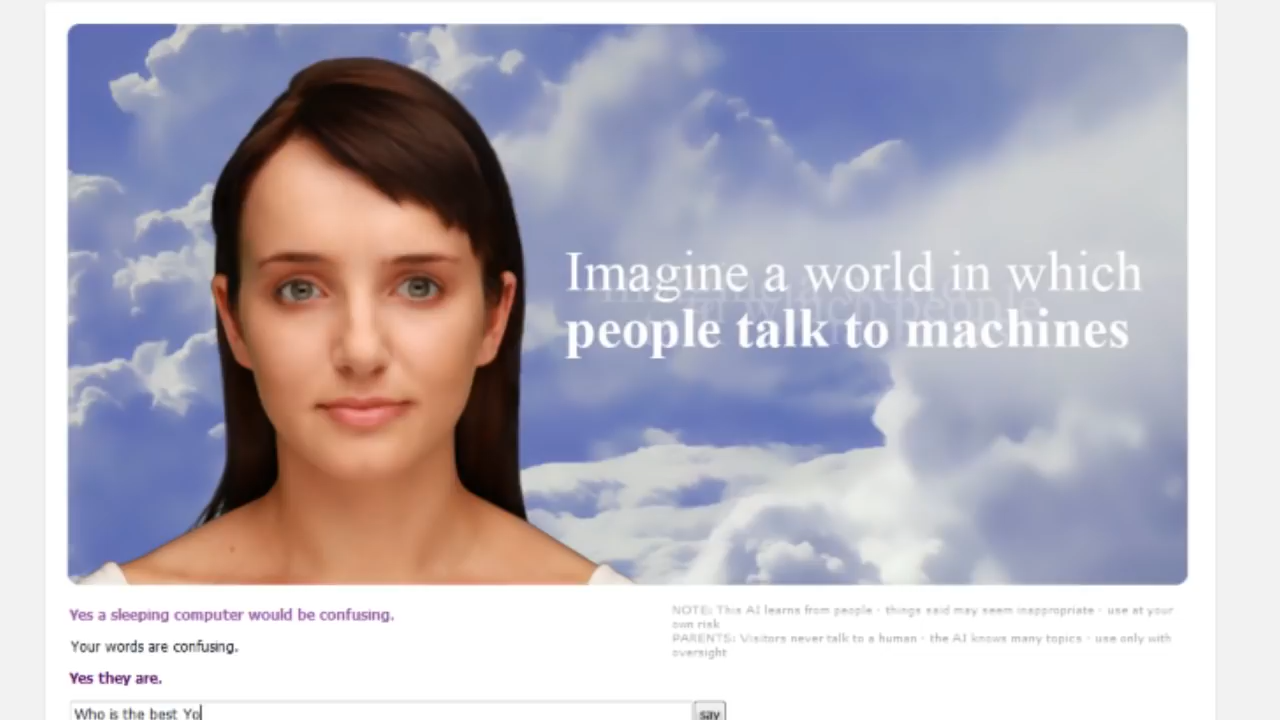 Imagine a world in which
people talk to machines
Yes a sleeping computer would be confusing.
Your words are confusing.
Yes they are.
Who is the best Yo
say
NOTE: This AI learns from people - things said may seem inappropriate - use at your
own risk
PARENTS: Visitors never talk to a human - the AI knows many topics - use only with
oversight